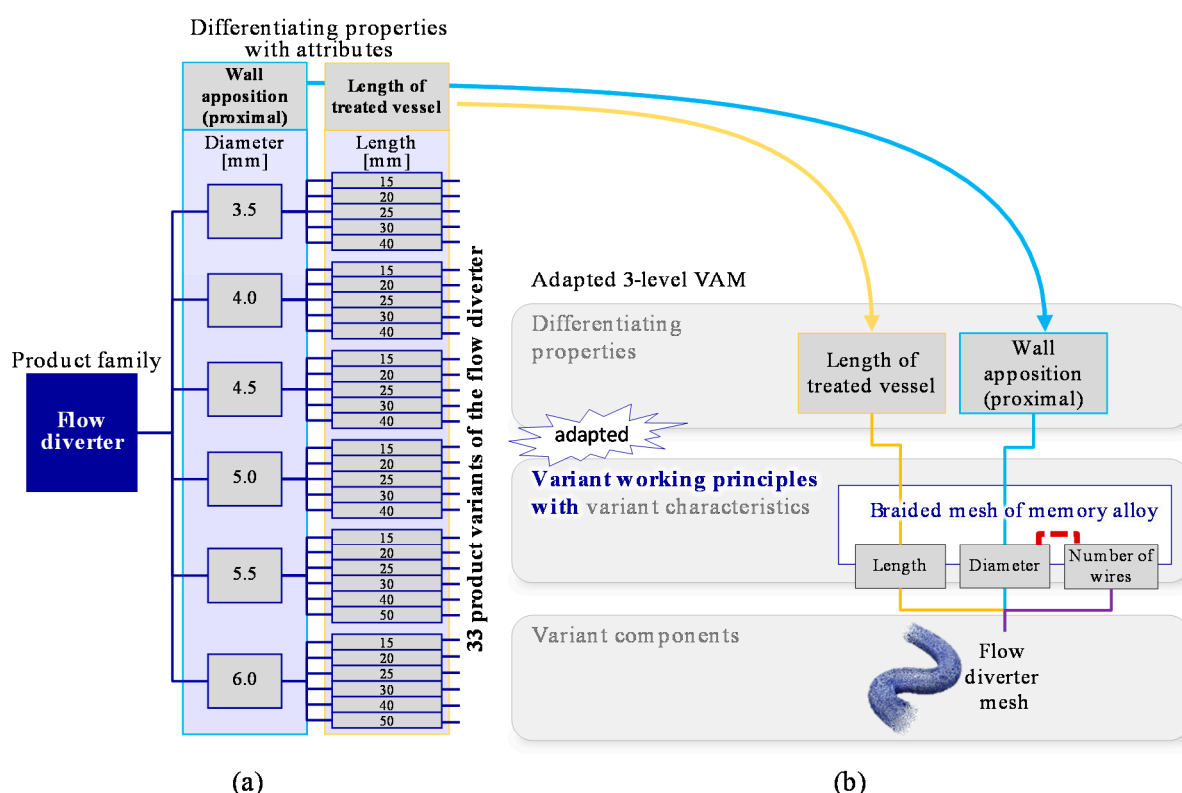 Differentiating properties
with attributes
Wall
apposition
(proximal)
Length of
treated vessel
Diameter
[mm]
Length
[mm]
Product family
Flow
diverter
3.5
15
20
25
30
40
4.0
15
20
25
30
40
4.5
15
20
25
30
40
5.0
15
20
25
30
40
5.5
15
20
25
30
40
50
6.0
15
20
25
30
40
50
33 product variants of the flow diverter
(a)
Adapted 3-level VAM
Differentiating
properties
Length of
treated vessel
Wall
apposition
(proximal)
adapted
Variant working principles
with variant characteristics
Braided mesh of memory alloy
Length
Diameter
Number of
wires
Variant components
Flow
diverter
mesh
(b)